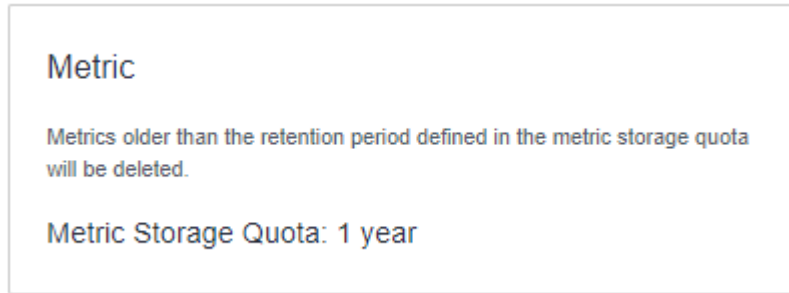 Metric
Metrics older than the retention period defined in the metric storage quota
will be deleted.
Metric Storage Quota: 1 year